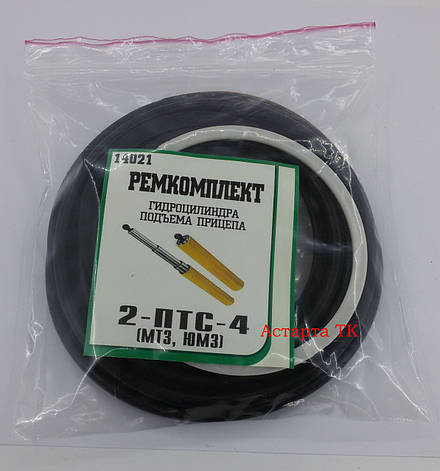 14021
РЕМКОМПЛЕКТ
ГИДРОЦИЛИНДРА
ПОДЪЕМА ПРИЦЕПА
2-ПТС-4
(МТЗ, ЮМЗ)
Астарта ТК